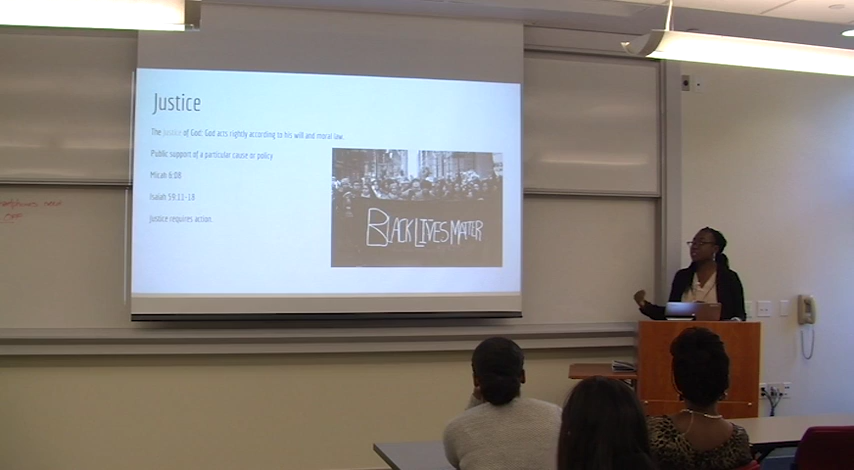 Justice
The justice of God: God acts rightly according to his will and moral law.
Public support of a particular cause or policy
Micah 6:08
Isaiah 59:11-18
Justice requires action.
BLACK LIVES MATTER